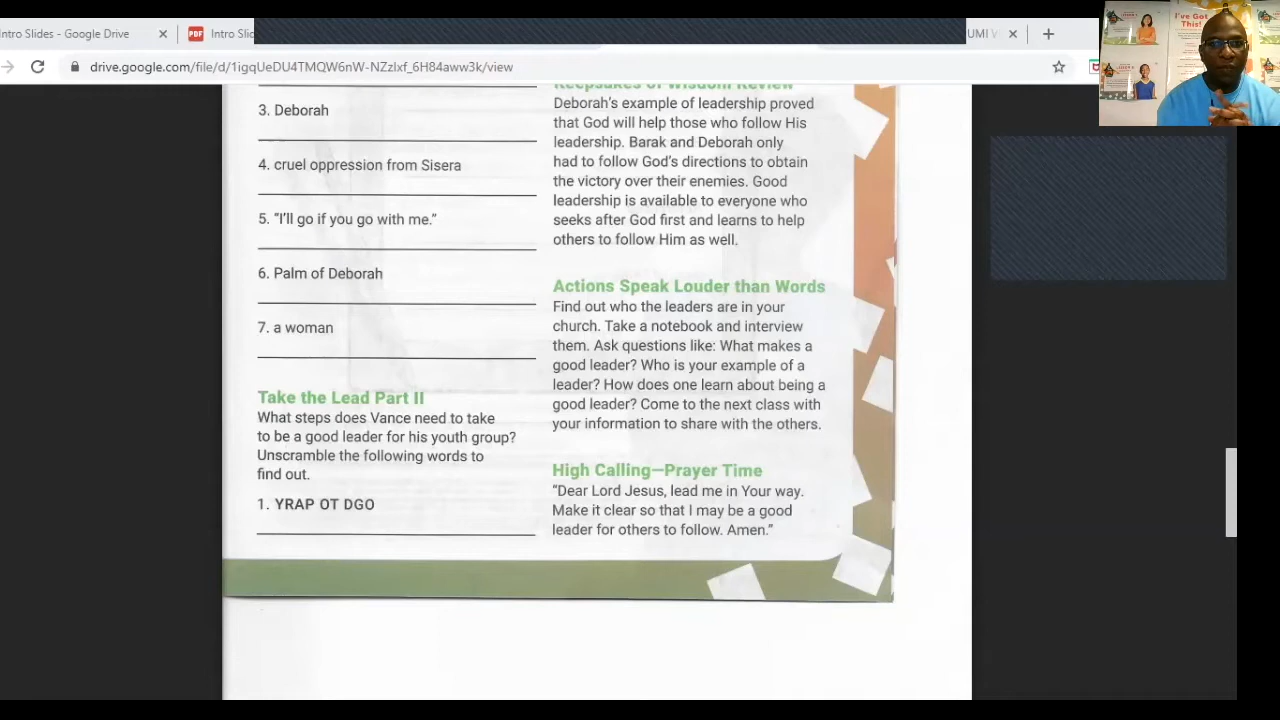 Intro Slides - Google Drive
PDF Intro Slid
UMI V
drive.google.com/file/d/1igqUeDU4TMQW6nW-NZzlxf_6H84aww3k/view
I've Got
This!
3. Deborah
4. cruel oppression from Sisera
5. "I'll go if you go with me."
6. Palm of Deborah
7. a woman
Take the Lead Part II
What steps does Vance need to take
to be a good leader for his youth group?
Unscramble the following words to
find out.
1. YRAP OT DGO
Keepsakes of Wisdom Review
Deborah's example of leadership proved
that God will help those who follow His
leadership. Barak and Deborah only
had to follow God's directions to obtain
the victory over their enemies. Good
leadership is available to everyone who
seeks after God first and learns to help
others to follow Him as well.
Actions Speak Louder than Words
Find out who the leaders are in your
church. Take a notebook and interview
them. Ask questions like: What makes a
good leader? Who is your example of a
leader? How does one learn about being a
good leader? Come to the next class with
your information to share with the others.
High Calling—Prayer Time
"Dear Lord Jesus, lead me in Your way.
Make it clear so that I may be a good
leader for others to follow. Amen."